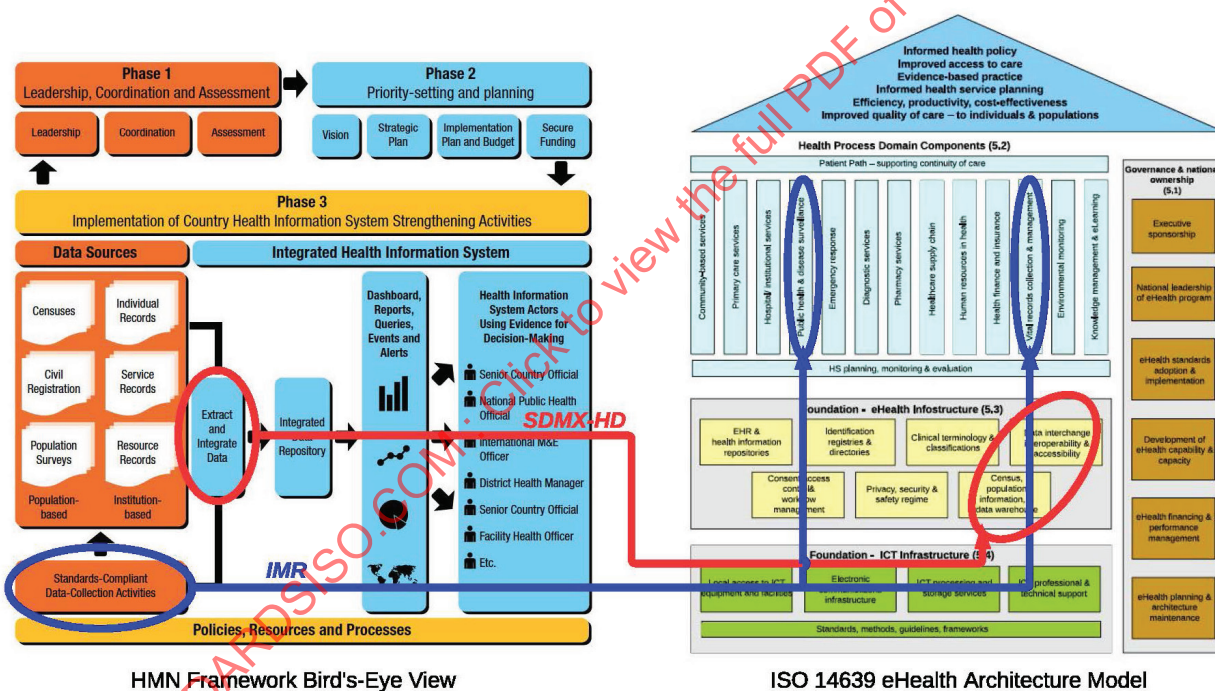 Phase 1
Leadership, Coordination and Assessment
Leadership
Coordination
Assessment
Phase 2
Priority-setting and planning
Vision
Strategic
Plan
Implementation
Plan and Budget
Secure
Funding
Phase 3
Implementation of Country Health Information System Strengthening Activities
Data Sources
Integrated Health Information System
Censuses
Individual
Records
Civil
Registration
Service
Records
Population
Surveys
Resource
Records
Population-
based
Institution-
based
Extract
and
Integrate
Data
Integrated
Data
Repository
Dashboard,
Reports,
Queries,
Events and
Alerts
Health Information
System Actors
Using Evidence for
Decision-Making
Senior Country Official
National Public Health
Official
International M&E
Officer
District Health Manager
Senior Country Official
Facility Health Officer
Etc.
SDMX-HD
IMR
Standards-Compliant
Data-Collection Activities
Policies, Resources and Processes
HMN Framework Bird's-Eye View
Informed health policy
Improved access to care
Evidence-based practice
Informed health service planning
Efficiency, productivity, cost-effectiveness
Improved quality of care – to individuals & populations
Health Process Domain Components (5.2)
Patient Path – supporting continuity of care
Community-based services
Primary care services
Hospital/ institutional services
Public health & disease surveillance
Emergency response
Diagnostic services
Pharmacy services
Healthcare supply chain
Human resources in health
Health finance and insurance
Vital records collection & management
Environmental monitoring
Knowledge management & eLearning
HS planning, monitoring & evaluation
Foundation - eHealth Infostructure (5.3)
EHR &
health information
repositories
Identification
registries &
directories
Clinical terminology &
classifications
Data interchange
interoperability &
accessibility
Consent, access
control &
workflow
management
Privacy, security &
safety regime
Census,
population
information,
data warehouse
Foundation - ICT Infrastructure (5.4)
Local access to ICT
equipment and facilities
Electronic
infrastructure
ICT processing and
storage services
ICT professional &
technical support
Standards, methods, guidelines, frameworks
Governance & national
ownership
(5.1)
Executive
sponsorship
National leadership
of eHealth program
eHealth standards
adoption &
implementation
Development of
eHealth capability &
capacity
eHealth financing &
performance
management
eHealth planning &
architecture
maintenance
ISO 14639 eHealth Architecture Model
ARDSISO.COM : Click to view the full PDF of